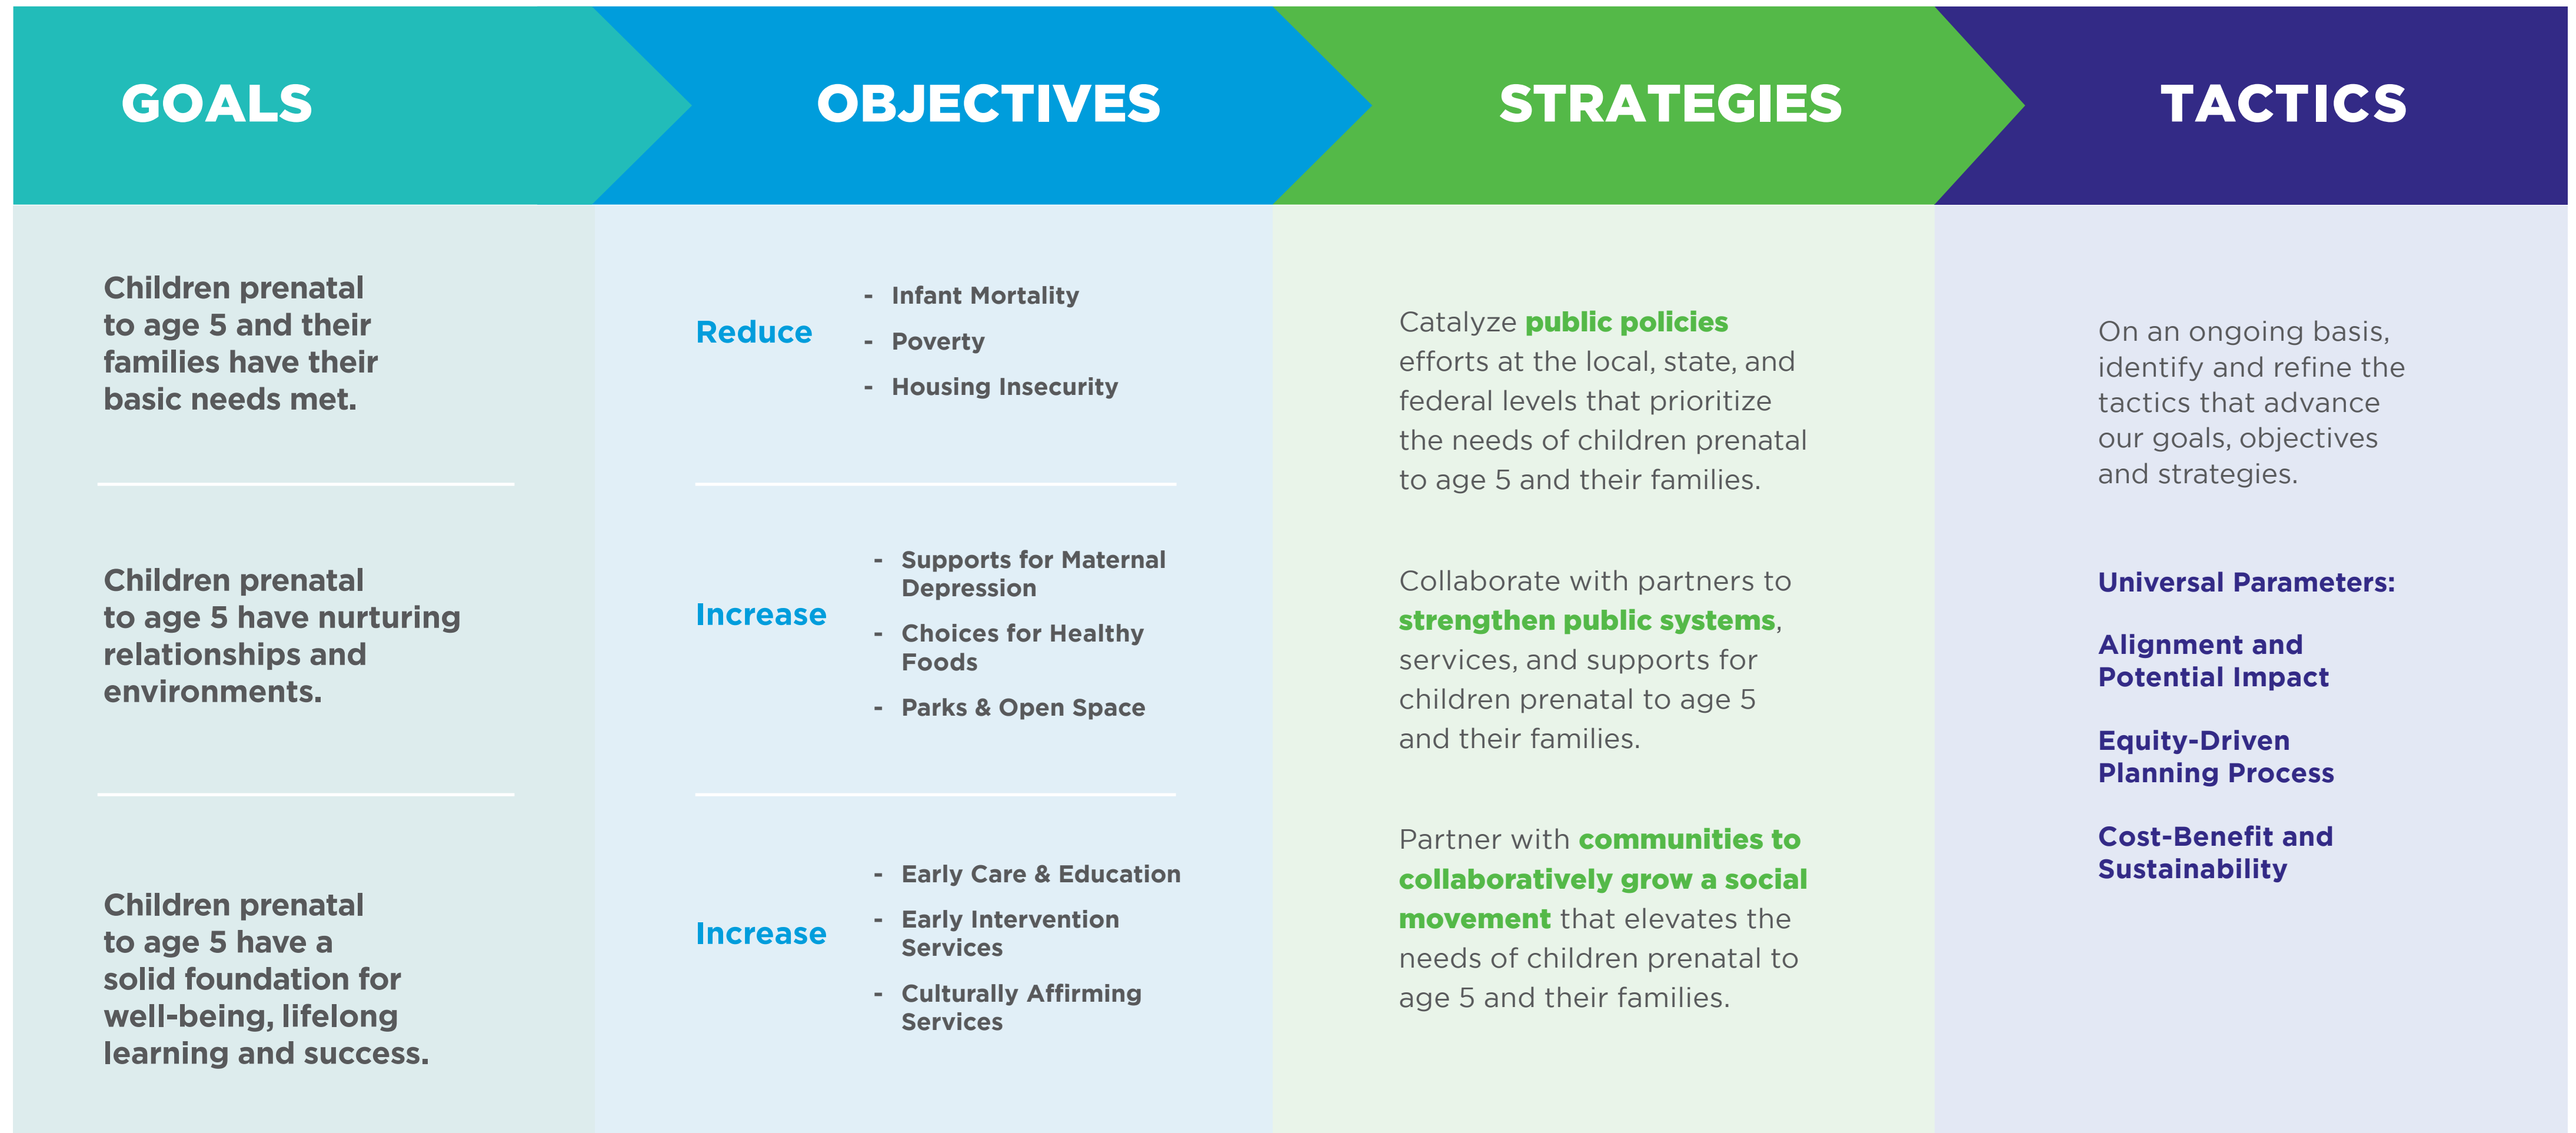 GOALS
OBJECTIVES
STRATEGIES
TACTICS
Children prenatal
to age 5 and their
families have their
basic needs met.
Children prenatal
to age 5 have nurturing
relationships and
environments.
Children prenatal
to age 5 have a
solid foundation for
well-being, lifelong
learning and success.
Reduce
- Infant Mortality
- Poverty
- Housing Insecurity
Increase
- Supports for Maternal
Depression
- Choices for Healthy
Foods
- Parks & Open Space
Increase
- Early Care & Education
- Early Intervention
Services
- Culturally Affirming
Services
Catalyze public policies
efforts at the local, state, and
federal levels that prioritize
the needs of children prenatal
to age 5 and their families.
Collaborate with partners to
strengthen public systems,
services, and supports for
children prenatal to age 5
and their families.
Partner with communities to
collaboratively grow a social
movement that elevates the
needs of children prenatal to
age 5 and their families.
On an ongoing basis,
identify and refine the
tactics that advance
our goals, objectives
and strategies.
Universal Parameters:
Alignment and
Potential Impact
Equity-Driven
Planning Process
Cost-Benefit and
Sustainability